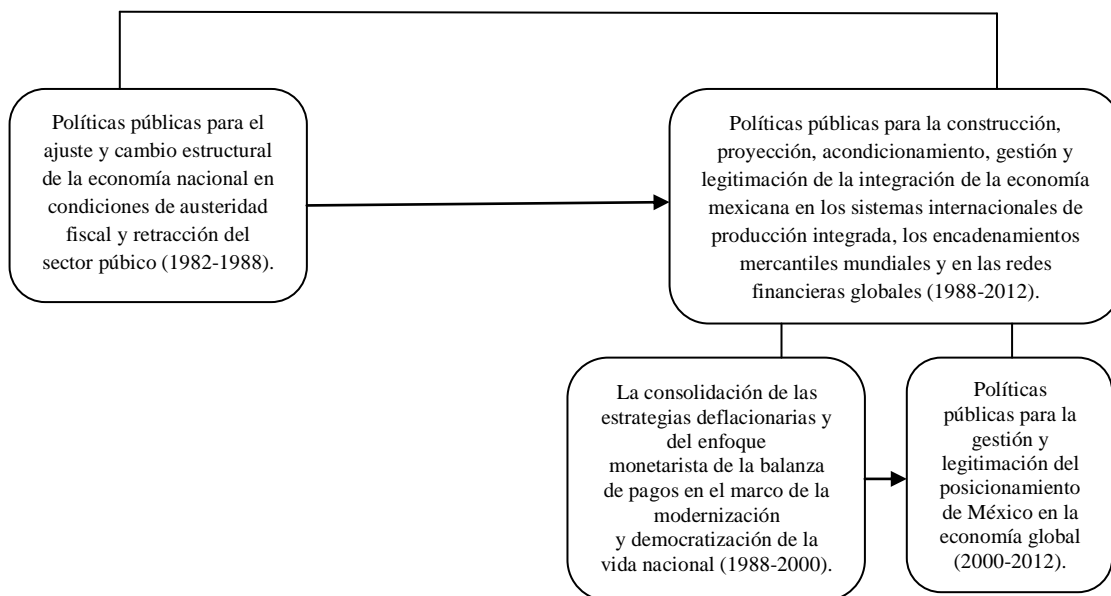 Políticas públicas para el
ajuste y cambio estructural
de la economía nacional en
condiciones de austeridad
fiscal y retracción del
sector púbico (1982-1988).
Políticas públicas para la construcción,
proyección, acondicionamiento, gestión y
legitimación de la integración de la economía
mexicana en los sistemas internacionales de
producción integrada, los encadenamientos
mercantiles mundiales y en las redes
financieras globales (1988-2012).
La consolidación de las
estrategias deflacionarias y
del enfoque
monetarista de la balanza
de pagos en el marco de la
modernización
y democratización de la
vida nacional (1988-2000).
Políticas
públicas para la
gestión y
legitimación del
posicionamiento
de México en la
economía global
(2000-2012).